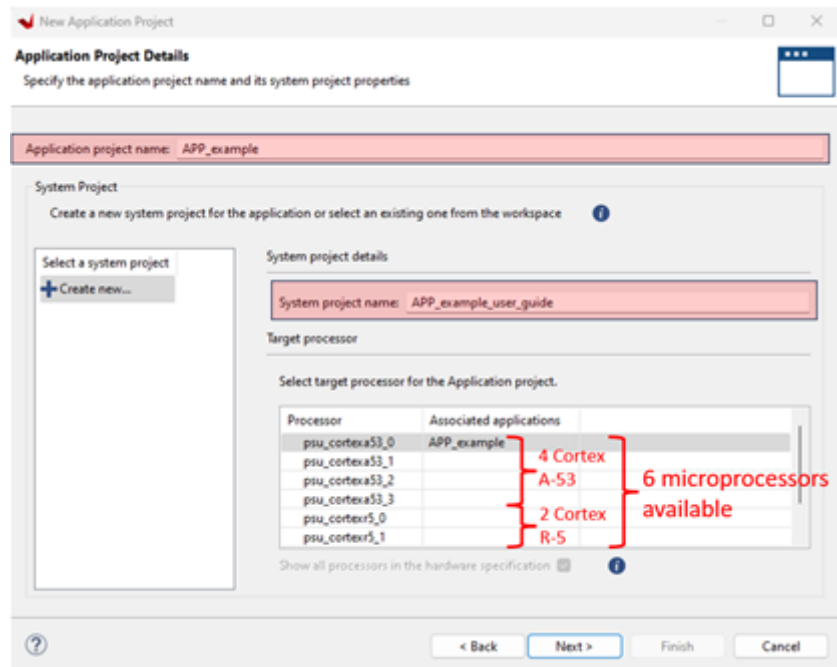 New Application Project
Application Project Details
Specify the application project name and its system project properties
Application project name: APP_example
System Project
Create a new system project for the application or select an existing one from the workspace
Select a system project
Create new...
System project details
System project name: APP_example_user_guide
Target processor
Select target processor for the Application project.
Processor Associated applications
psu_cortexa53_0 APP_example
psu_cortexa53_1
psu_cortexa53_2
psu_cortexa53_3
psu_cortexr5_0
psu_cortexr5_1
4 Cortex
A-53
2 Cortex
R-5
6 microprocessors
available
Show all processors in the hardware specification
< Back Next > Finish Cancel